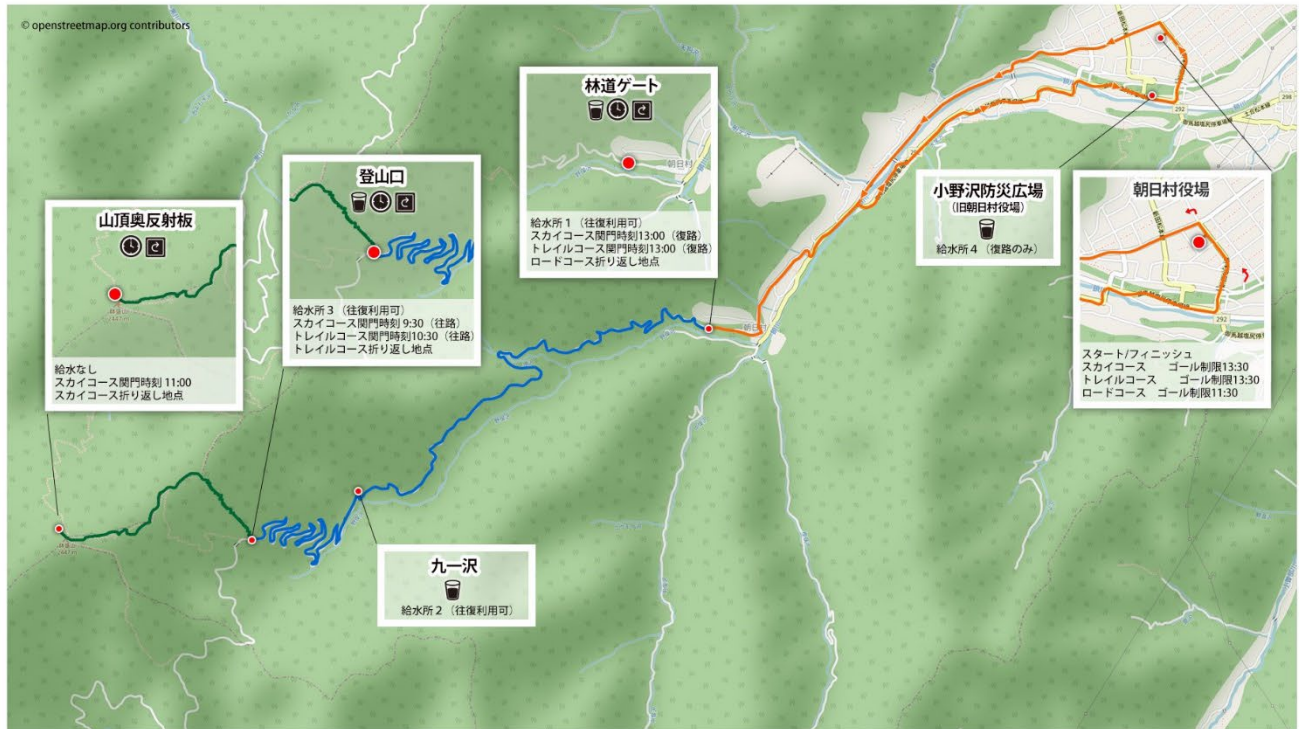 © openstreetmap.org contributors
林道ゲート
朝日村
給水所1（往復利用可）
スカイコース関門時刻13:00（復路）
トレイルコース関門時刻13:00（復路）
ロードコース折り返し地点
登山口
給水所3（往復利用可）
スカイコース関門時刻 9:30（往路）
トレイルコース関門時刻10:30（往路）
トレイルコース折り返し地点
山頂奥反射板
給水なし
スカイコース関門時刻 11:00
スカイコース折り返し地点
小野沢防災広場
（旧朝日村役場）
給水所4（復路のみ）
朝日村役場
292
スタート/フィニッシュ
スカイコース ゴール制限13:30
トレイルコース ゴール制限13:30
ロードコース ゴール制限11:30
292
298
朝日村
九一沢
給水所2（往復利用可）